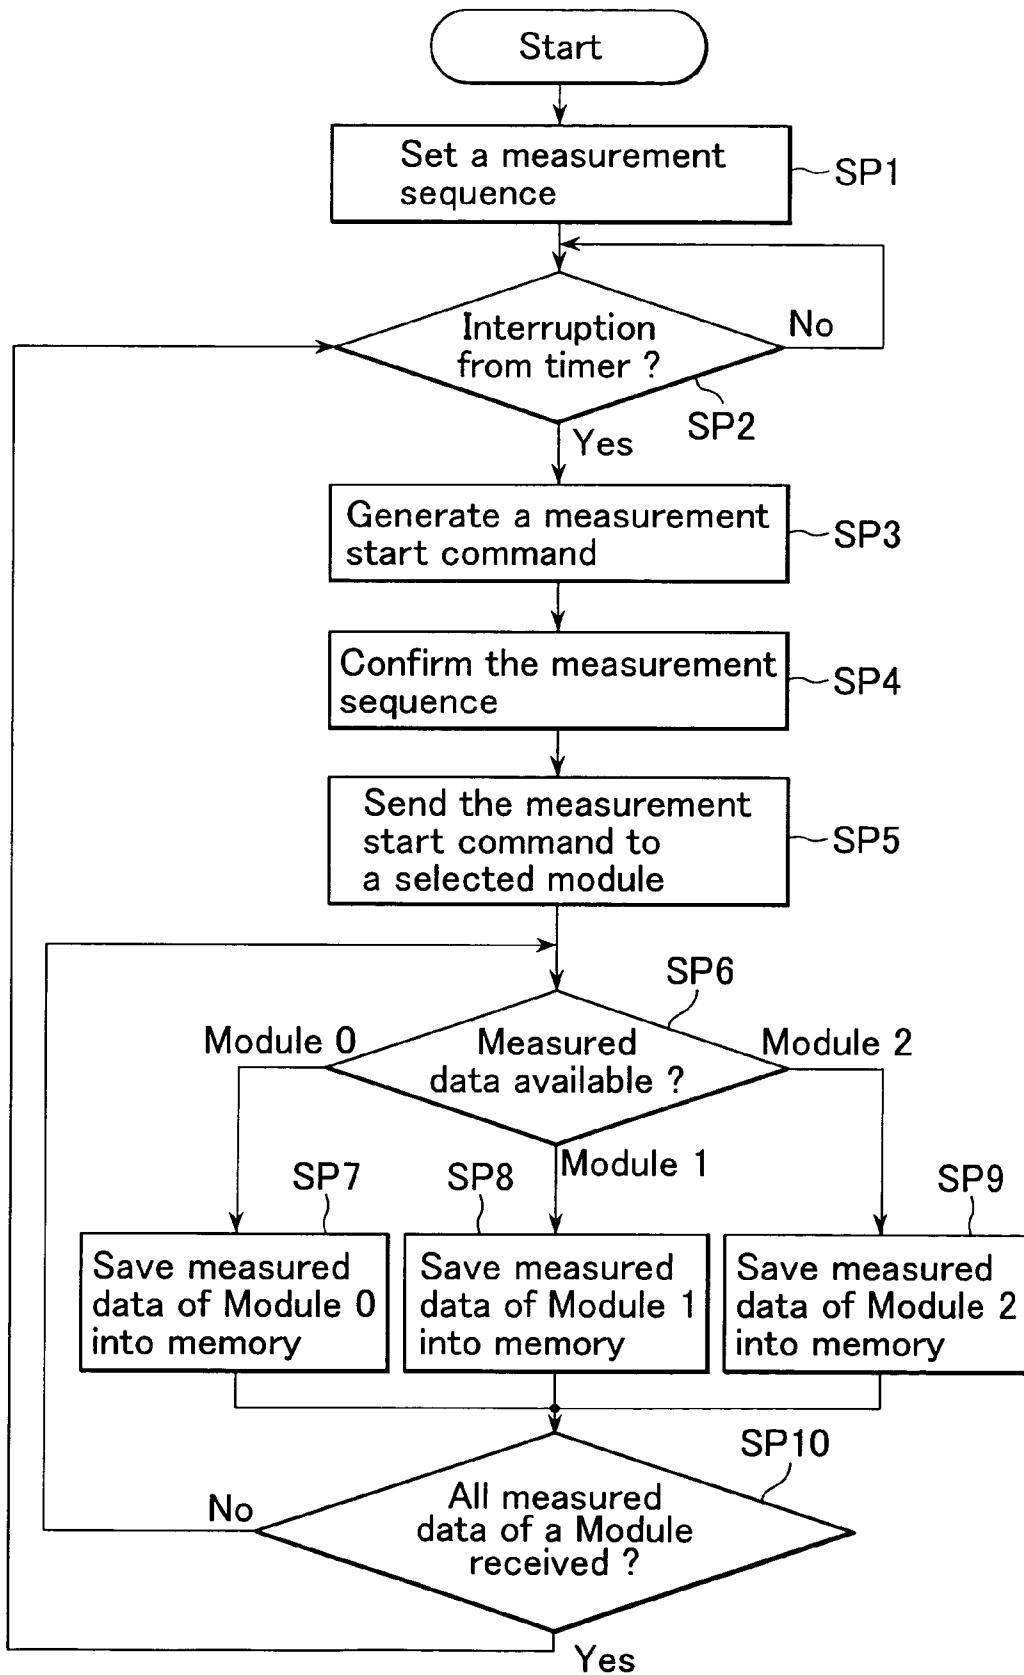 Start
Set a measurement
sequence
SP1
Interruption
from timer ?
No
SP2
Yes
Generate a measurement
start command
SP3
Confirm the measurement
sequence
SP4
Send the measurement
start command to
a selected module
SP5
SP6
Module 0
Measured
data available ?
Module 2
Module 1
SP7
SP8
SP9
Save measured
data of Module 0
into memory
Save measured
data of Module 1
into memory
Save measured
data of Module 2
into memory
SP10
No
All measured
data of a Module
received ?
Yes